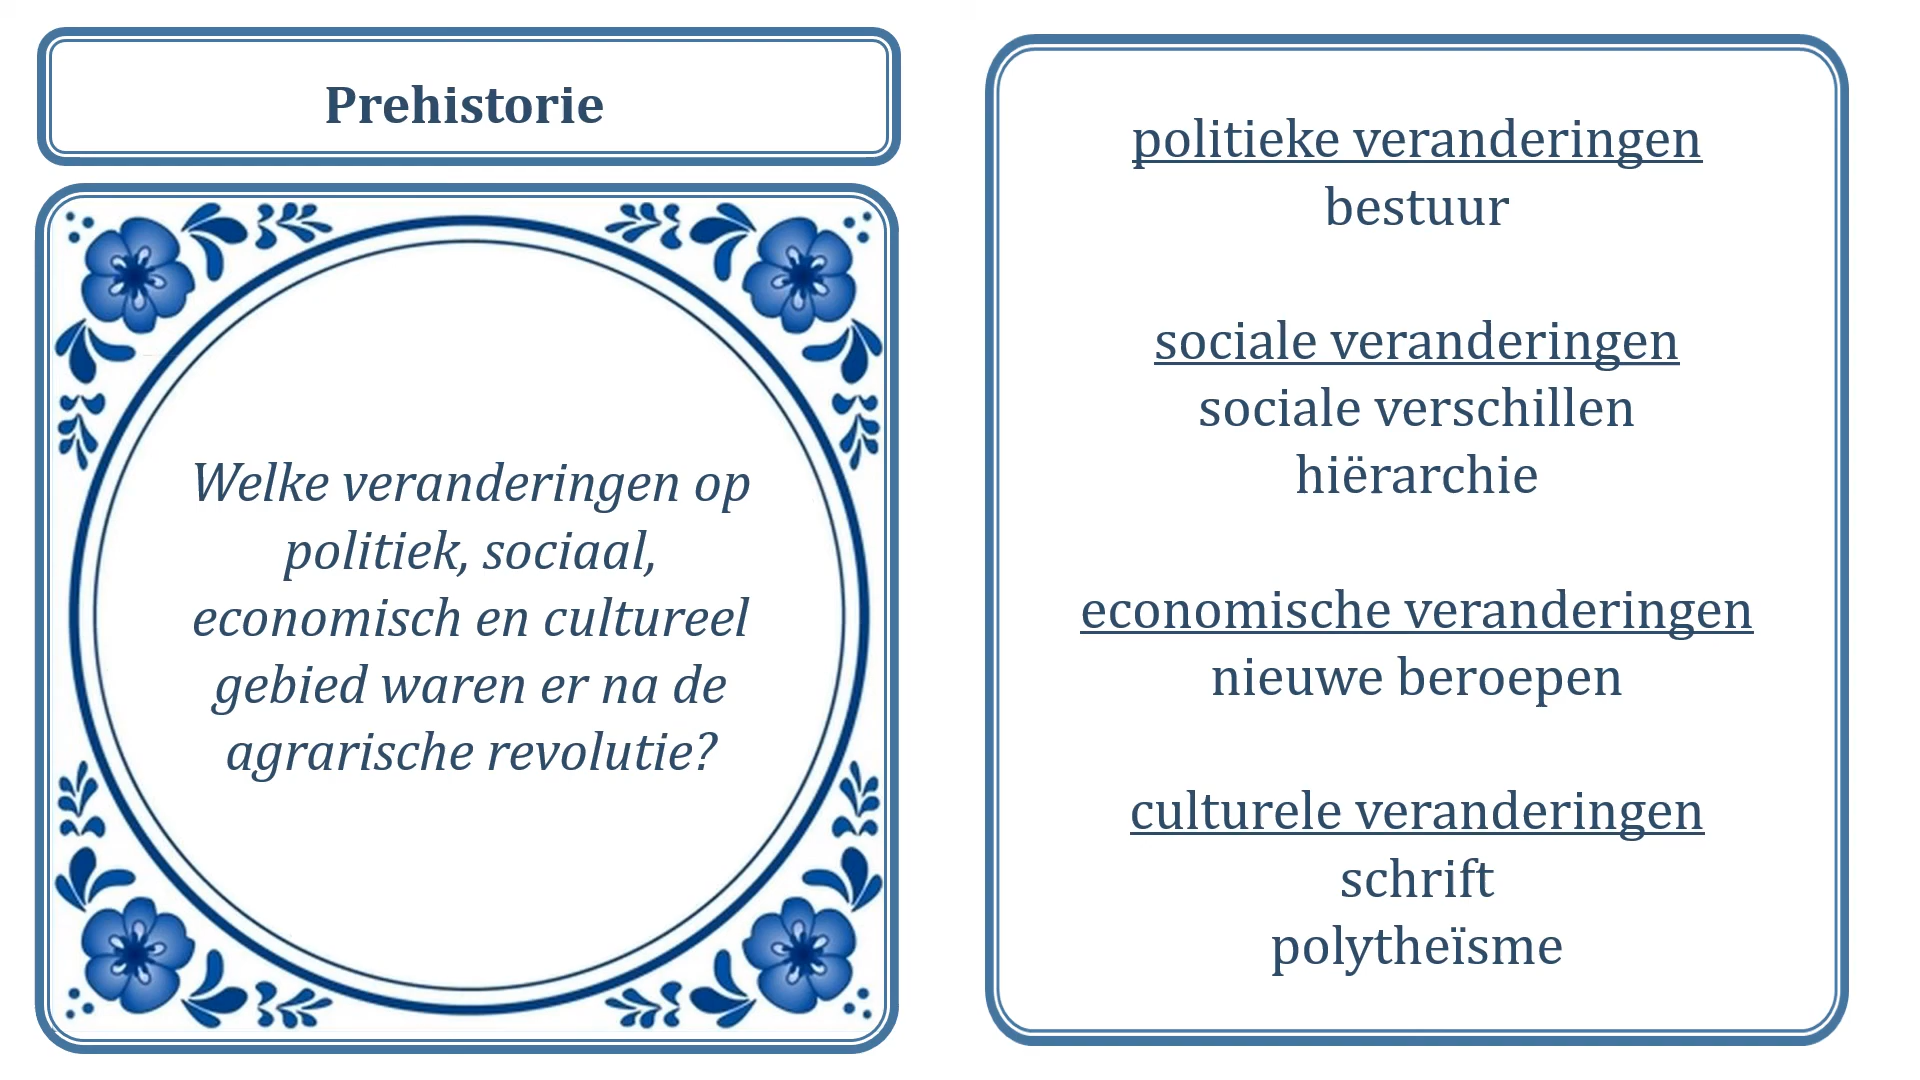 Prehistorie
Welke veranderingen op
politiek, sociaal,
economisch en cultureel
gebied waren er na de
agrarische revolutie?
politieke veranderingen
bestuur
sociale veranderingen
sociale verschillen
hiërarchie
economische veranderingen
nieuwe beroepen
culturele veranderingen
schrift
polytheïsme